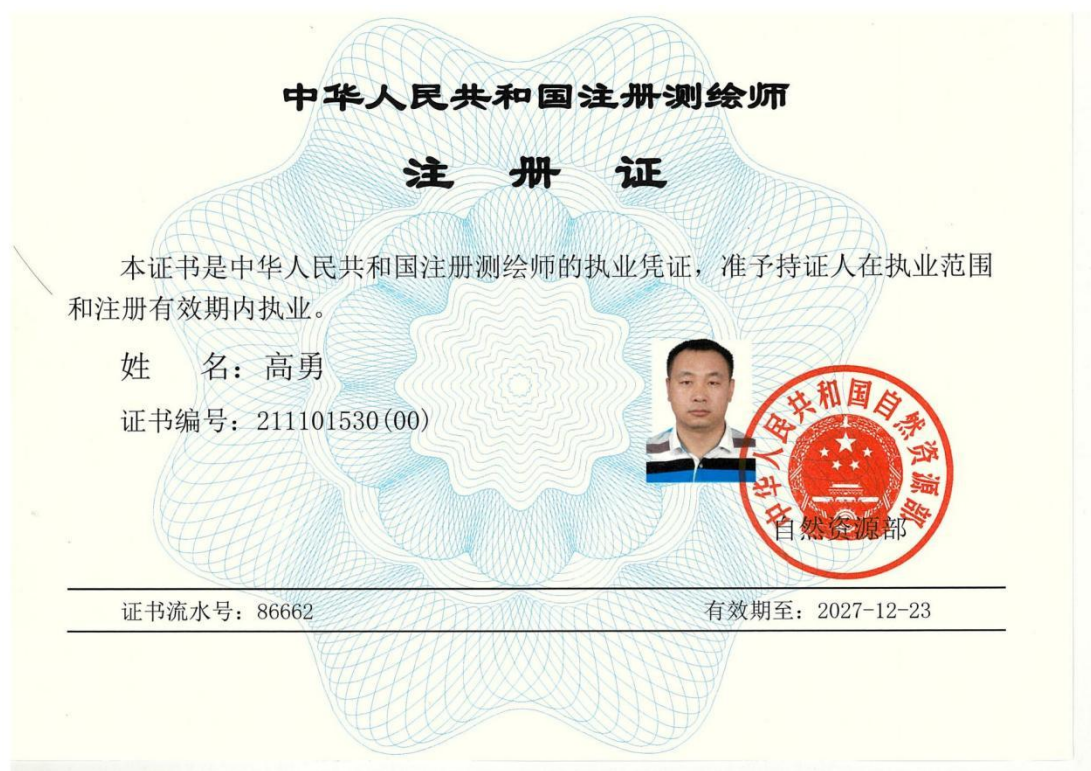 中华人民共和国注册测绘师
注 册 证
本证书是中华人民共和国注册测绘师的执业凭证，准予持证人在执业范围
和注册有效期内执业。
姓 名：高勇
证书编号：211101530(00)
中华人民共和国自然资源部
自然资源部
证书流水号：86662
有效期至：2027-12-23